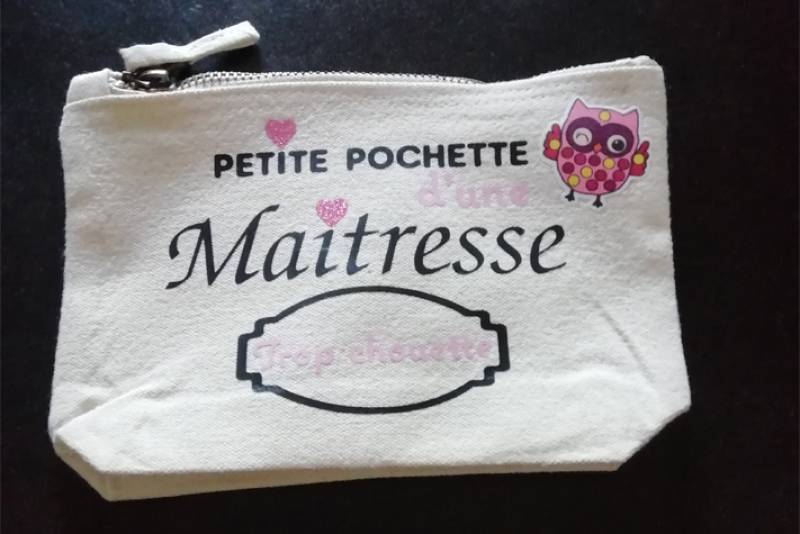 PETITE POCHETTE
d'une
Maitresse
Trop chouette